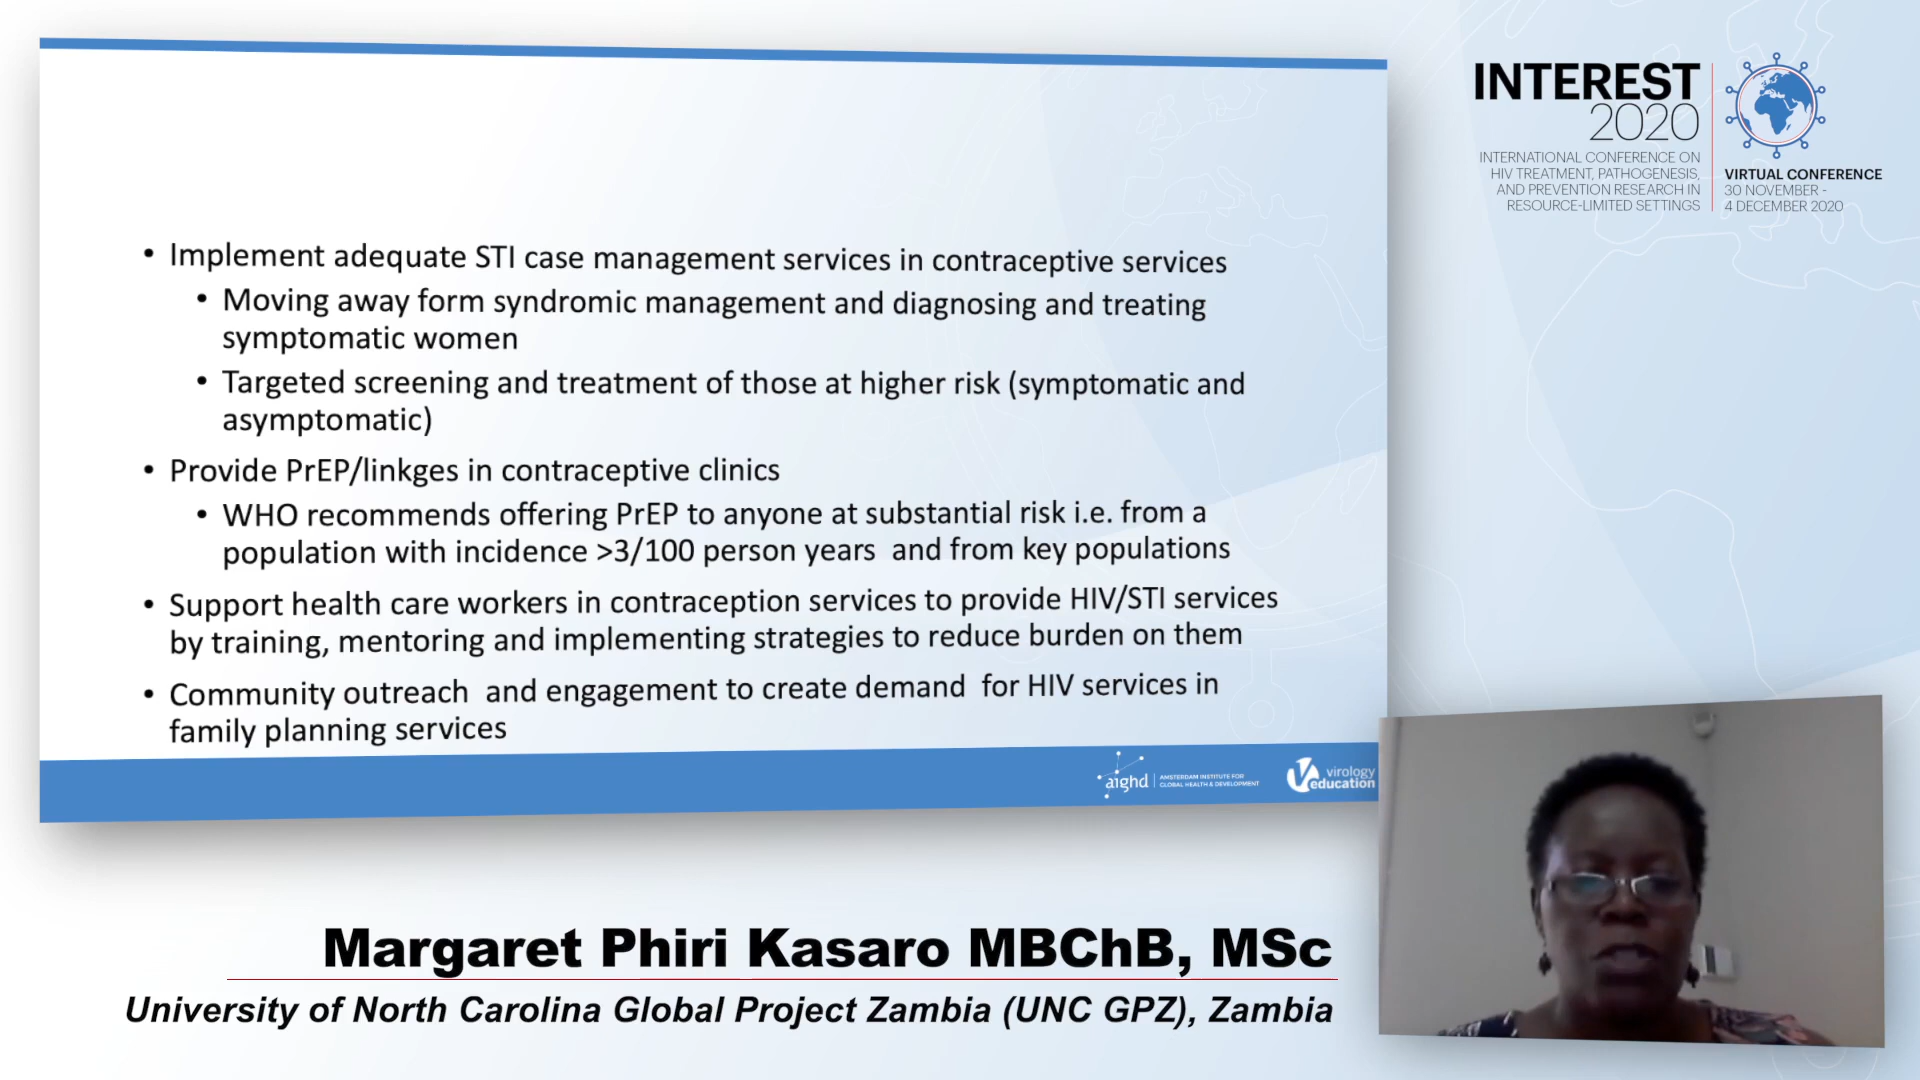 • Implement adequate STI case management services in contraceptive services
• Moving away form syndromic management and diagnosing and treating
symptomatic women
• Targeted screening and treatment of those at higher risk (symptomatic and
asymptomatic)
• Provide PrEP/linkges in contraceptive clinics
• WHO recommends offering PrEP to anyone at substantial risk i.e. from a
population with incidence >3/100 person years  and from key populations
• Support health care workers in contraception services to provide HIV/STI services
by training, mentoring and implementing strategies to reduce burden on them
• Community outreach  and engagement to create demand  for HIV services in
family planning services
aighd
AMSTERDAM INSTITUTE FOR
GLOBAL HEALTH & DEVELOPMENT
virology
education
INTEREST
2020
INTERNATIONAL CONFERENCE ON
HIV TREATMENT, PATHOGENESIS,
AND PREVENTION RESEARCH IN
RESOURCE-LIMITED SETTINGS
VIRTUAL CONFERENCE
30 NOVEMBER -
4 DECEMBER 2020
Margaret Phiri Kasaro MBChB, MSc
University of North Carolina Global Project Zambia (UNC GPZ), Zambia